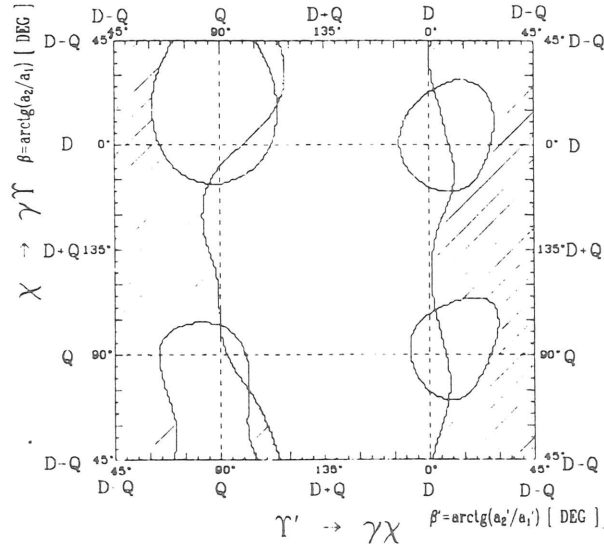 D-Q Q D+Q D D-Q
45° 90° 135° 0° 45°
D-Q 45° 45° D-Q
D 0° 0° D
D+Q 135° 135° D+Q
Q 90° 90° Q
D-Q 45° 45° D-Q
45° 90° 135° 0° 45°
D-Q Q D+Q D D-Q
χ → γϒ β=arctg(a₂/a₁) [ DEG ]
ϒ' → γχ β'=arctg(a₂'/a₁') [ DEG ]